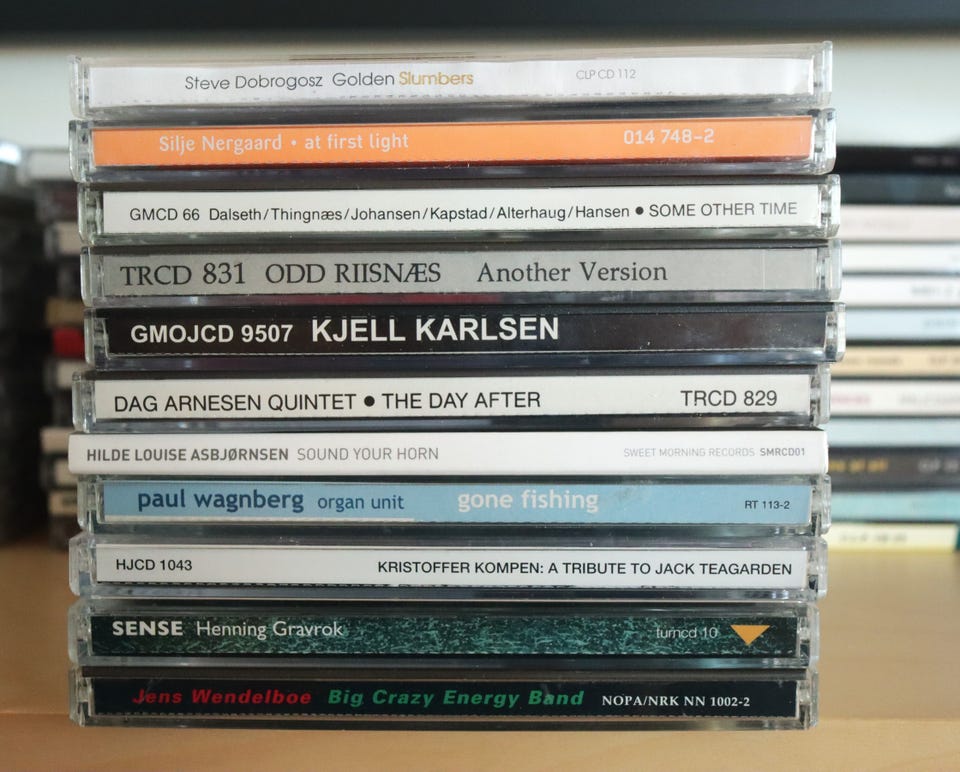 Steve Dobrogosz Golden Slumbers CLP CD 112
Silje Nergaard • at first light 014 748-2
GMCD 66 Dalseth/Thingnæs/Johansen/Kapstad/Alterhaug/Hansen • SOME OTHER TIME
TRCD 831 ODD RIISNÆS Another Version
GMOJCD 9507 KJELL KARLSEN
DAG ARNESEN QUINTET • THE DAY AFTER TRCD 829
HILDE LOUISE ASBJØRNSEN SOUND YOUR HORN SWEET MORNING RECORDS SMRCD01
paul wagnberg organ unit gone fishing RT 113-2
HJCD 1043 KRISTOFFER KOMPEN: A TRIBUTE TO JACK TEAGARDEN
SENSE Henning Gravrok turncd 10
Jens Wendelboe Big Crazy Energy Band NOPA/NRK NN 1002-2